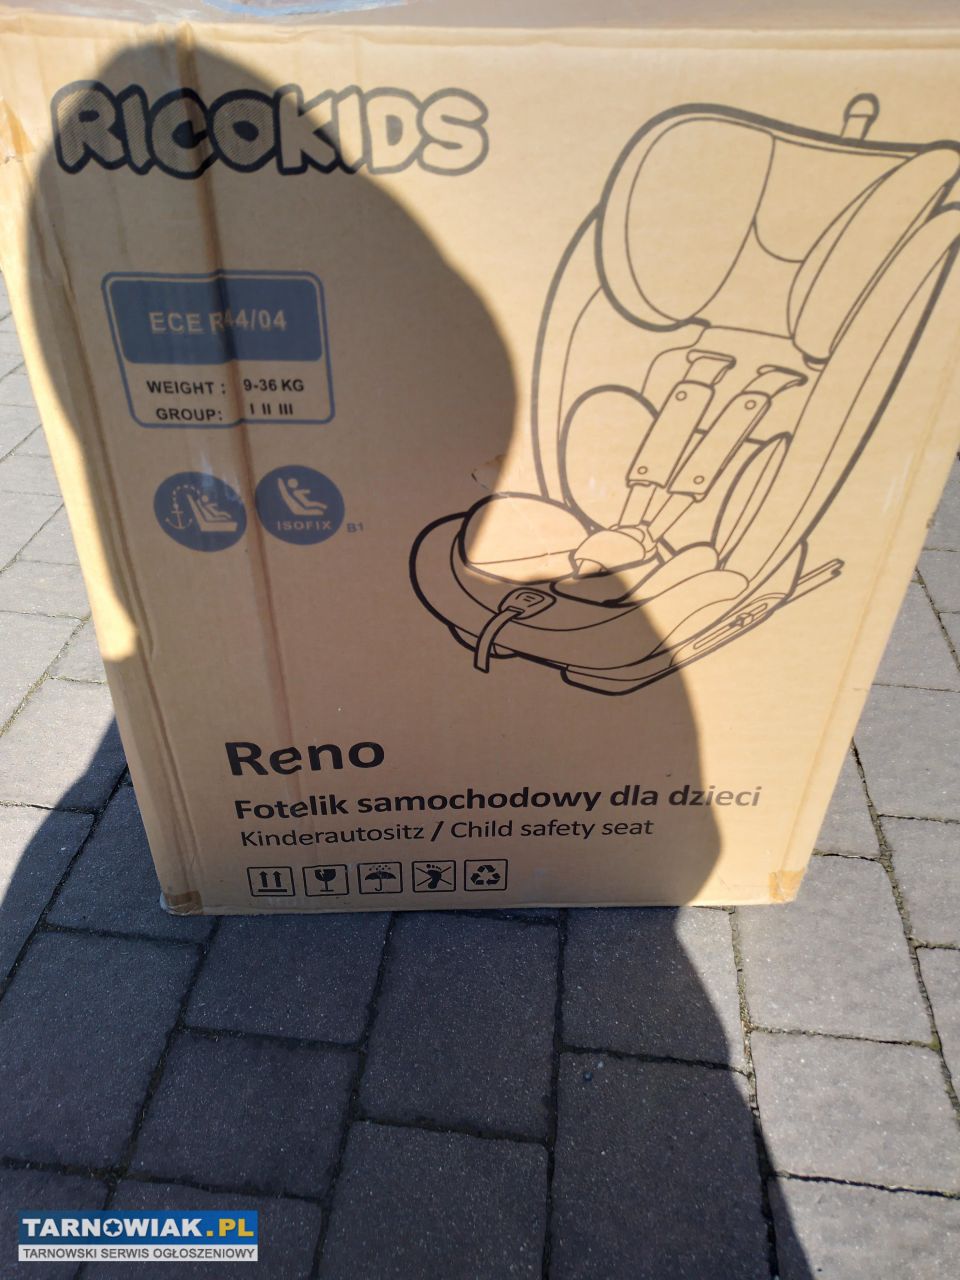 RICOKIDS
ECE R44/04
WEIGHT: 9-36 KG
GROUP: I II III
ISOFIX
B1
Reno
Fotelik samochodowy dla dzieci
Kinderautositz / Child safety seat
TARNOWIAK.PL
TARNOWSKI SERWIS OGŁOSZENIOWY